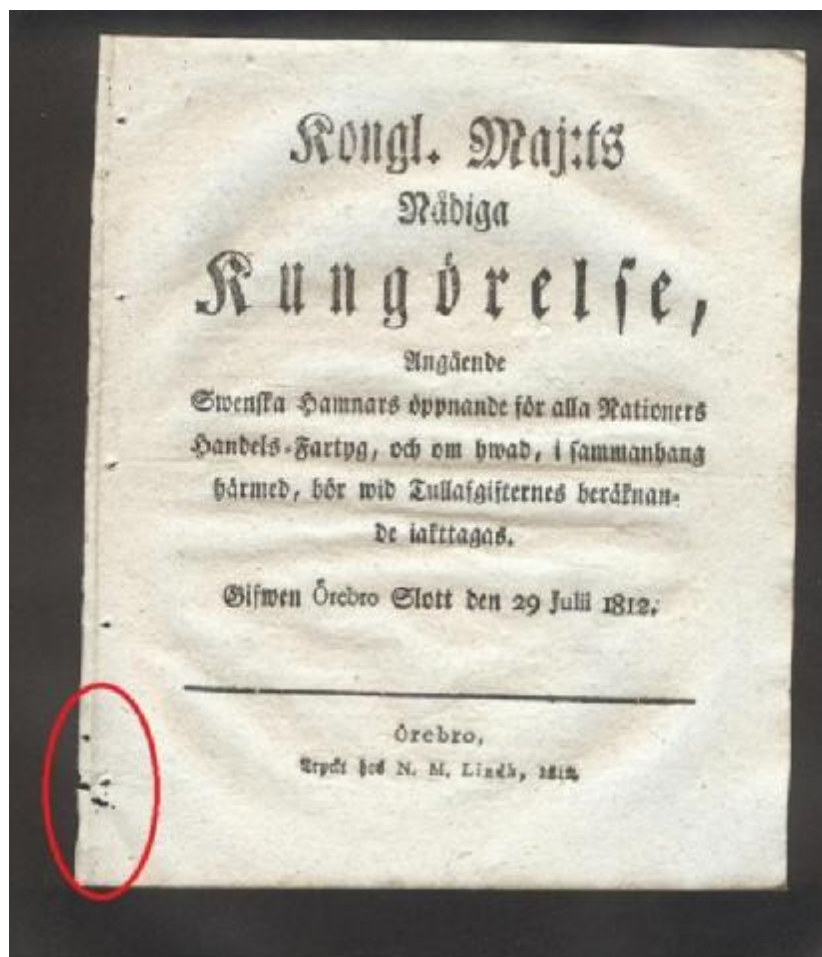 Kongl. Maj:ts
Nådiga
Kungörelse,
Angående
Swenska Hamnars öppnande för alla Nationers
Handels-Fartyg, och om hwad, i sammanhang
härmed, bör wid Tullafgifternes beräknan-
de iakttagas.
Gifwen Örebro Slott den 29 Julii 1812.
Örebro,
Tryckt hos N. M. Lindh, 1812.